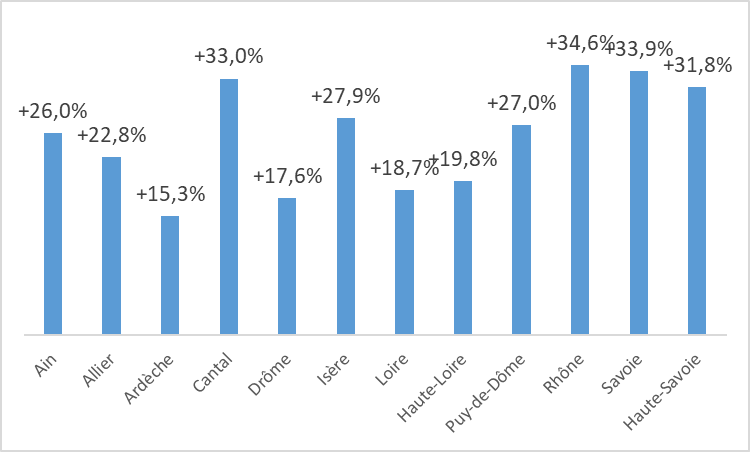 +26,0%
+22,8%
+15,3%
+33,0%
+17,6%
+27,9%
+18,7%
+19,8%
+27,0%
+34,6%
+33,9%
+31,8%
Ain
Allier
Ardèche
Cantal
Drôme
Isère
Loire
Haute-Loire
Puy-de-Dôme
Rhône
Savoie
Haute-Savoie